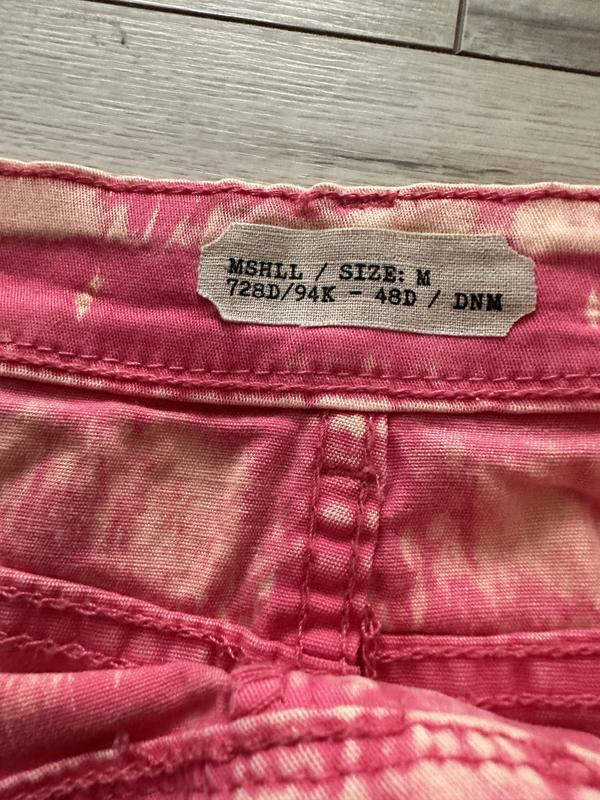 MSHLL / SIZE: M
728D/94K - 48D / DNM